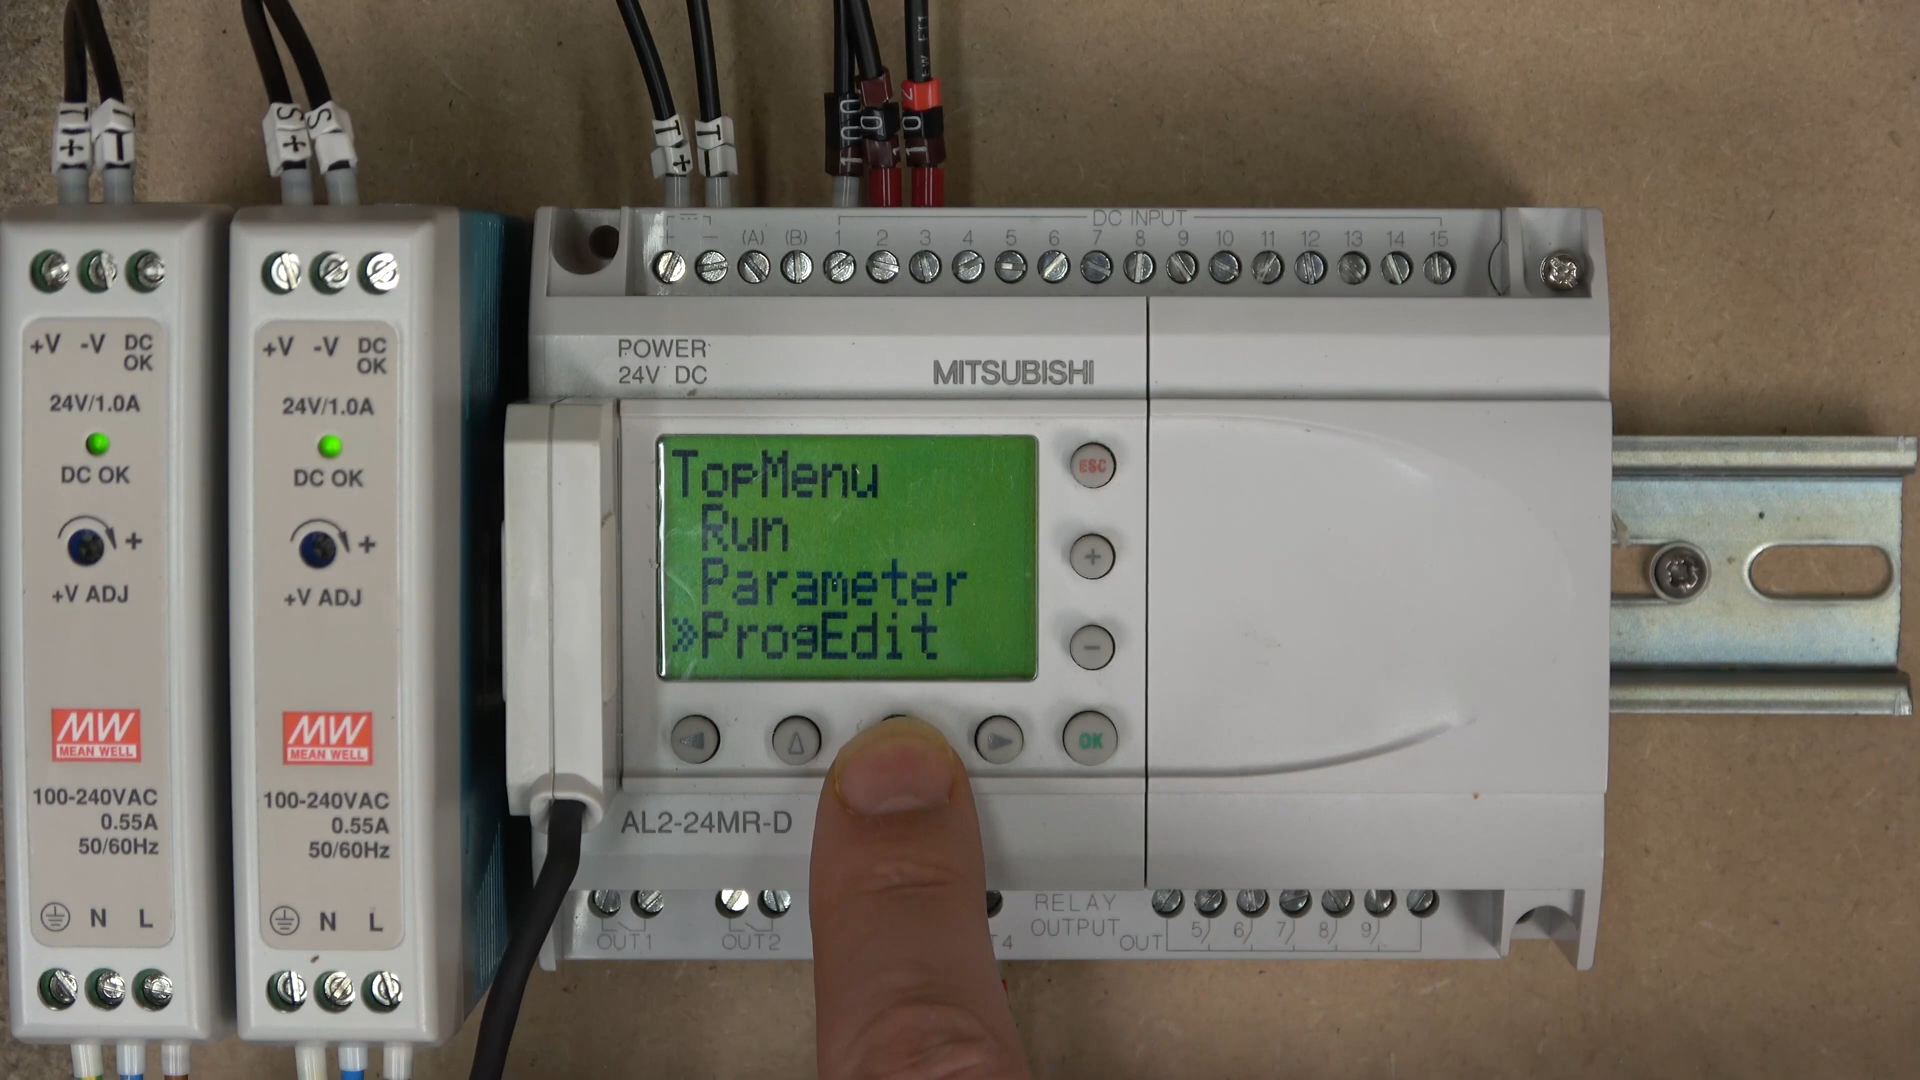 T+
T-
S+
S-
T+
T-
100
102
+V -V DC OK
24V/1.0A
DC OK
+
+V ADJ
MW
MEAN WELL
100-240VAC
0.55A
50/60Hz
N L
+V -V DC OK
24V/1.0A
DC OK
+
+V ADJ
MW
MEAN WELL
100-240VAC
0.55A
50/60Hz
N L
DC INPUT
+ - (A) (B) 1 2 3 4 5 6 7 8 9 10 11 12 13 14 15
POWER
24V DC
MITSUBISHI
TopMenu
Run
Parameter
»ProgEdit
ESC
+
-
OK
AL2-24MR-D
OUT1 OUT2
RELAY
OUTPUT
OUT 5 6 7 8 9